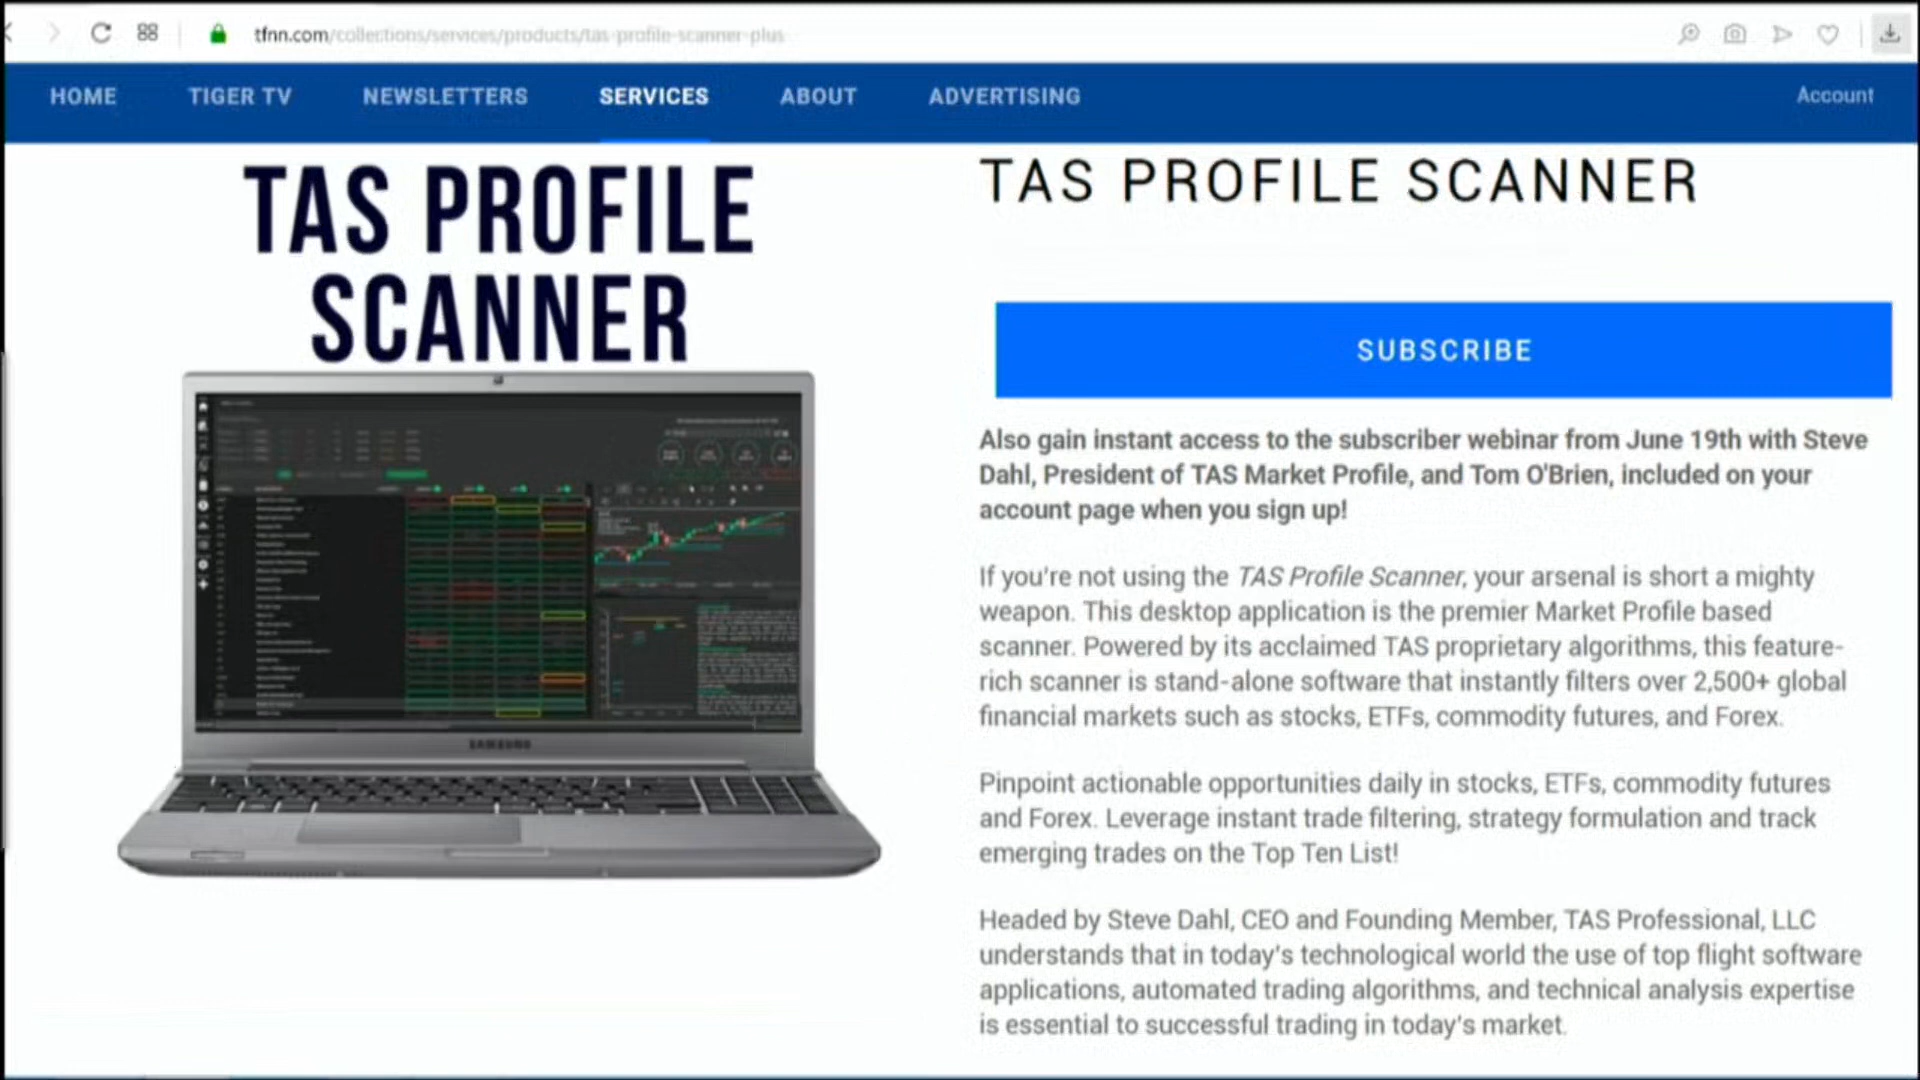 tfnn.com/collections/services/products/tas-profile-scanner-plus
HOME TIGER TV NEWSLETTERS SERVICES ABOUT ADVERTISING Account
TAS PROFILE
SCANNER
SAMSUNG
TAS PROFILE SCANNER
SUBSCRIBE
Also gain instant access to the subscriber webinar from June 19th with Steve
Dahl, President of TAS Market Profile, and Tom O'Brien, included on your
account page when you sign up!
If you're not using the TAS Profile Scanner, your arsenal is short a mighty
weapon. This desktop application is the premier Market Profile based
scanner. Powered by its acclaimed TAS proprietary algorithms, this feature-
rich scanner is stand-alone software that instantly filters over 2,500+ global
financial markets such as stocks, ETFs, commodity futures, and Forex.
Pinpoint actionable opportunities daily in stocks, ETFs, commodity futures
and Forex. Leverage instant trade filtering, strategy formulation and track
emerging trades on the Top Ten List!
Headed by Steve Dahl, CEO and Founding Member, TAS Professional, LLC
understands that in today's technological world the use of top flight software
applications, automated trading algorithms, and technical analysis expertise
is essential to successful trading in today's market.